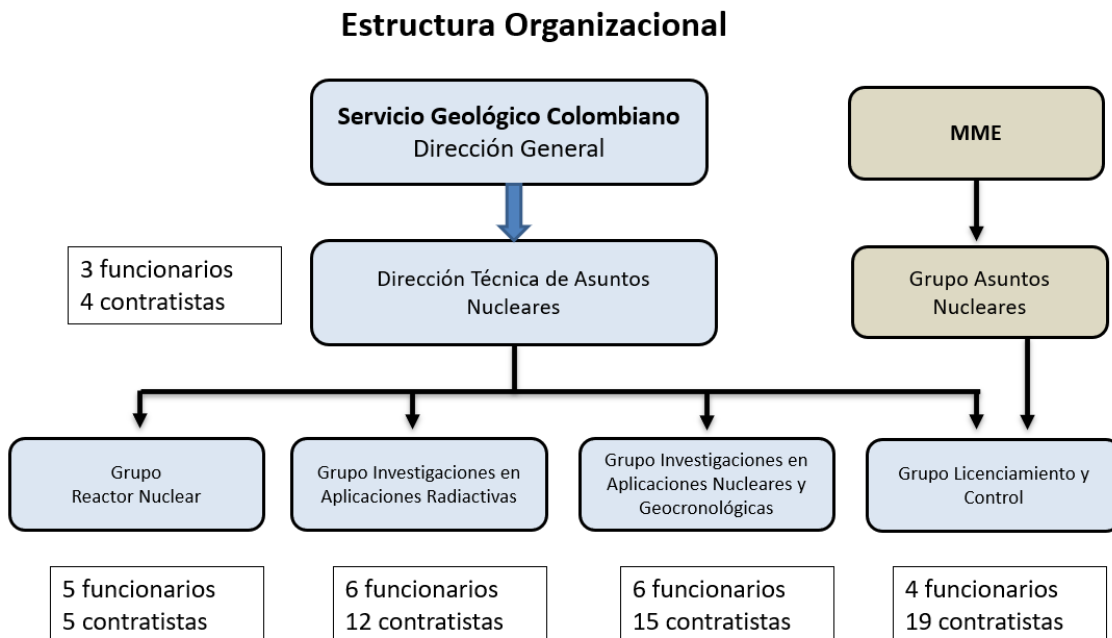 Estructura Organizacional
Servicio Geológico Colombiano
Dirección General
MME
3 funcionarios
4 contratistas
Dirección Técnica de Asuntos
Nucleares
Grupo Asuntos
Nucleares
Grupo
Reactor Nuclear
Grupo Investigaciones en
Aplicaciones Radiactivas
Grupo Investigaciones en
Aplicaciones Nucleares y
Geocronológicas
Grupo Licenciamiento y
Control
5 funcionarios
5 contratistas
6 funcionarios
12 contratistas
6 funcionarios
15 contratistas
4 funcionarios
19 contratistas